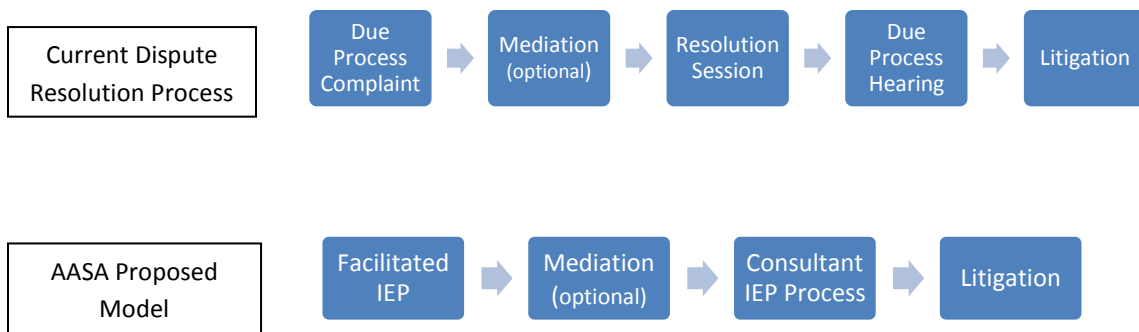 Current Dispute
Resolution Process
Due
Process
Complaint
Mediation
(optional)
Resolution
Session
Due
Process
Hearing
Litigation
AASA Proposed
Model
Facilitated
IEP
Mediation
(optional)
Consultant
IEP Process
Litigation